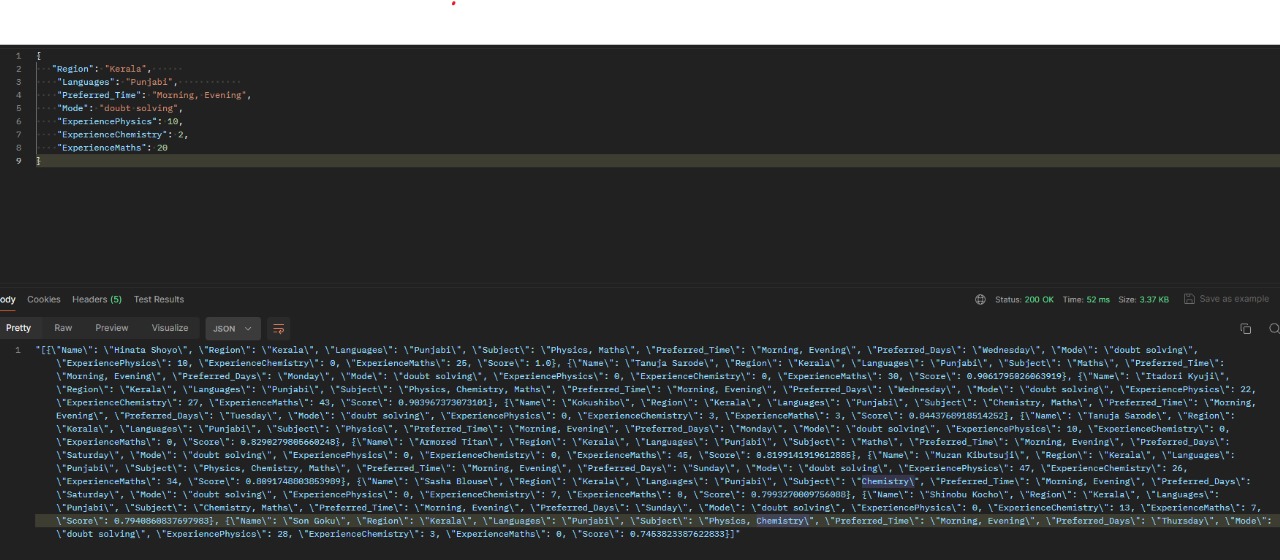 1 {
2 "Region": "Kerala",
3 "Languages": "Punjabi",
4 "Preferred_Time": "Morning, Evening",
5 "Mode": "doubt solving",
6 "ExperiencePhysics": 10,
7 "ExperienceChemistry": 2,
8 "ExperienceMaths": 20
9 }
ody Cookies Headers (5) Test Results Status: 200 OK Time: 52 ms Size: 3.37 KB Save as example
Pretty Raw Preview Visualize JSON
1 "[{\"Name\": \"Hinata Shoyo\", \"Region\": \"Kerala\", \"Languages\": \"Punjabi\", \"Subject\": \"Physics, Maths\", \"Preferred_Time\": \"Morning, Evening\", \"Preferred_Days\": \"Wednesday\", \"Mode\": \"doubt solving\",
\"ExperiencePhysics\": 10, \"ExperienceChemistry\": 0, \"ExperienceMaths\": 25, \"Score\": 1.0}, {\"Name\": \"Tanuja Sarode\", \"Region\": \"Kerala\", \"Languages\": \"Punjabi\", \"Subject\": \"Maths\", \"Preferred_Time\":
\"Morning, Evening\", \"Preferred_Days\": \"Monday\", \"Mode\": \"doubt solving\", \"ExperiencePhysics\": 0, \"ExperienceChemistry\": 0, \"ExperienceMaths\": 30, \"Score\": 0.9061795826063919}, {\"Name\": \"Itadori Kyuji\",
\"Region\": \"Kerala\", \"Languages\": \"Punjabi\", \"Subject\": \"Physics, Chemistry, Maths\", \"Preferred_Time\": \"Morning, Evening\", \"Preferred_Days\": \"Wednesday\", \"Mode\": \"doubt solving\", \"ExperiencePhysics\": 22,
\"ExperienceChemistry\": 27, \"ExperienceMaths\": 43, \"Score\": 0.903967373073101}, {\"Name\": \"Kokushibo\", \"Region\": \"Kerala\", \"Languages\": \"Punjabi\", \"Subject\": \"Chemistry, Maths\", \"Preferred_Time\": \"Morning,
Evening\", \"Preferred_Days\": \"Tuesday\", \"Mode\": \"doubt solving\", \"ExperiencePhysics\": 0, \"ExperienceChemistry\": 3, \"ExperienceMaths\": 3, \"Score\": 0.8443768918514252}, {\"Name\": \"Tanuja Sarode\", \"Region\":
\"Kerala\", \"Languages\": \"Punjabi\", \"Subject\": \"Physics\", \"Preferred_Time\": \"Morning, Evening\", \"Preferred_Days\": \"Monday\", \"Mode\": \"doubt solving\", \"ExperiencePhysics\": 10, \"ExperienceChemistry\": 0,
\"ExperienceMaths\": 0, \"Score\": 0.8290279805660248}, {\"Name\": \"Armored Titan\", \"Region\": \"Kerala\", \"Languages\": \"Punjabi\", \"Subject\": \"Maths\", \"Preferred_Time\": \"Morning, Evening\", \"Preferred_Days\":
\"Saturday\", \"Mode\": \"doubt solving\", \"ExperiencePhysics\": 0, \"ExperienceChemistry\": 0, \"ExperienceMaths\": 45, \"Score\": 0.8199141919612885}, {\"Name\": \"Muzan Kibutsuji\", \"Region\": \"Kerala\", \"Languages\":
\"Punjabi\", \"Subject\": \"Physics, Chemistry, Maths\", \"Preferred_Time\": \"Morning, Evening\", \"Preferred_Days\": \"Sunday\", \"Mode\": \"doubt solving\", \"ExperiencePhysics\": 47, \"ExperienceChemistry\": 26,
\"ExperienceMaths\": 34, \"Score\": 0.8091748803853989}, {\"Name\": \"Sasha Blouse\", \"Region\": \"Kerala\", \"Languages\": \"Punjabi\", \"Subject\": \"Chemistry\", \"Preferred_Time\": \"Morning, Evening\", \"Preferred_Days\":
\"Saturday\", \"Mode\": \"doubt solving\", \"ExperiencePhysics\": 0, \"ExperienceChemistry\": 7, \"ExperienceMaths\": 0, \"Score\": 0.7993270009756088}, {\"Name\": \"Shinobu Kocho\", \"Region\": \"Kerala\", \"Languages\":
\"Punjabi\", \"Subject\": \"Chemistry, Maths\", \"Preferred_Time\": \"Morning, Evening\", \"Preferred_Days\": \"Sunday\", \"Mode\": \"doubt solving\", \"ExperiencePhysics\": 0, \"ExperienceChemistry\": 13, \"ExperienceMaths\": 7,
\"Score\": 0.7940860837697983}, {\"Name\": \"Son Goku\", \"Region\": \"Kerala\", \"Languages\": \"Punjabi\", \"Subject\": \"Physics, Chemistry\", \"Preferred_Time\": \"Morning, Evening\", \"Preferred_Days\": \"Thursday\", \"Mode\":
\"doubt solving\", \"ExperiencePhysics\": 28, \"ExperienceChemistry\": 3, \"ExperienceMaths\": 0, \"Score\": 0.7453823387622833}]"